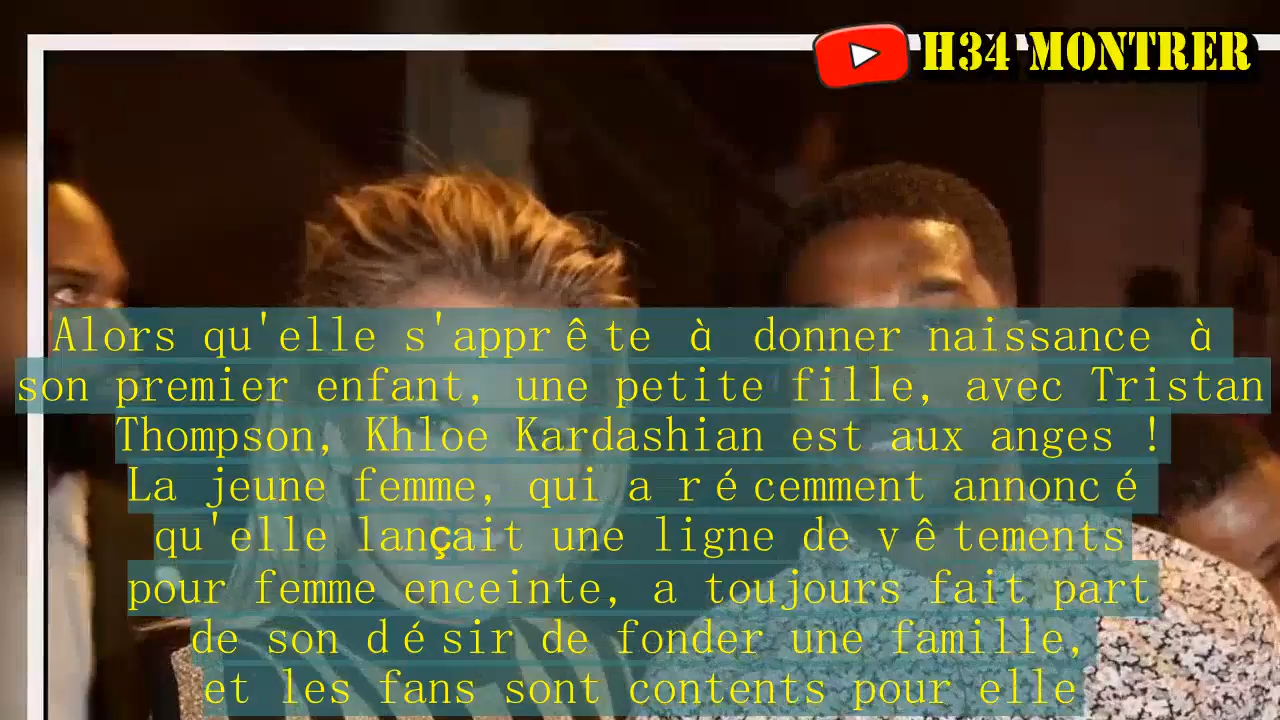 H34 MONTRER
Alors qu'elle s'apprête à donner naissance à
son premier enfant, une petite fille, avec Tristan
Thompson, Khloe Kardashian est aux anges !
La jeune femme, qui a récemment annoncé
qu'elle lançait une ligne de vêtements
pour femme enceinte, a toujours fait part
de son désir de fonder une famille,
et les fans sont contents pour elle